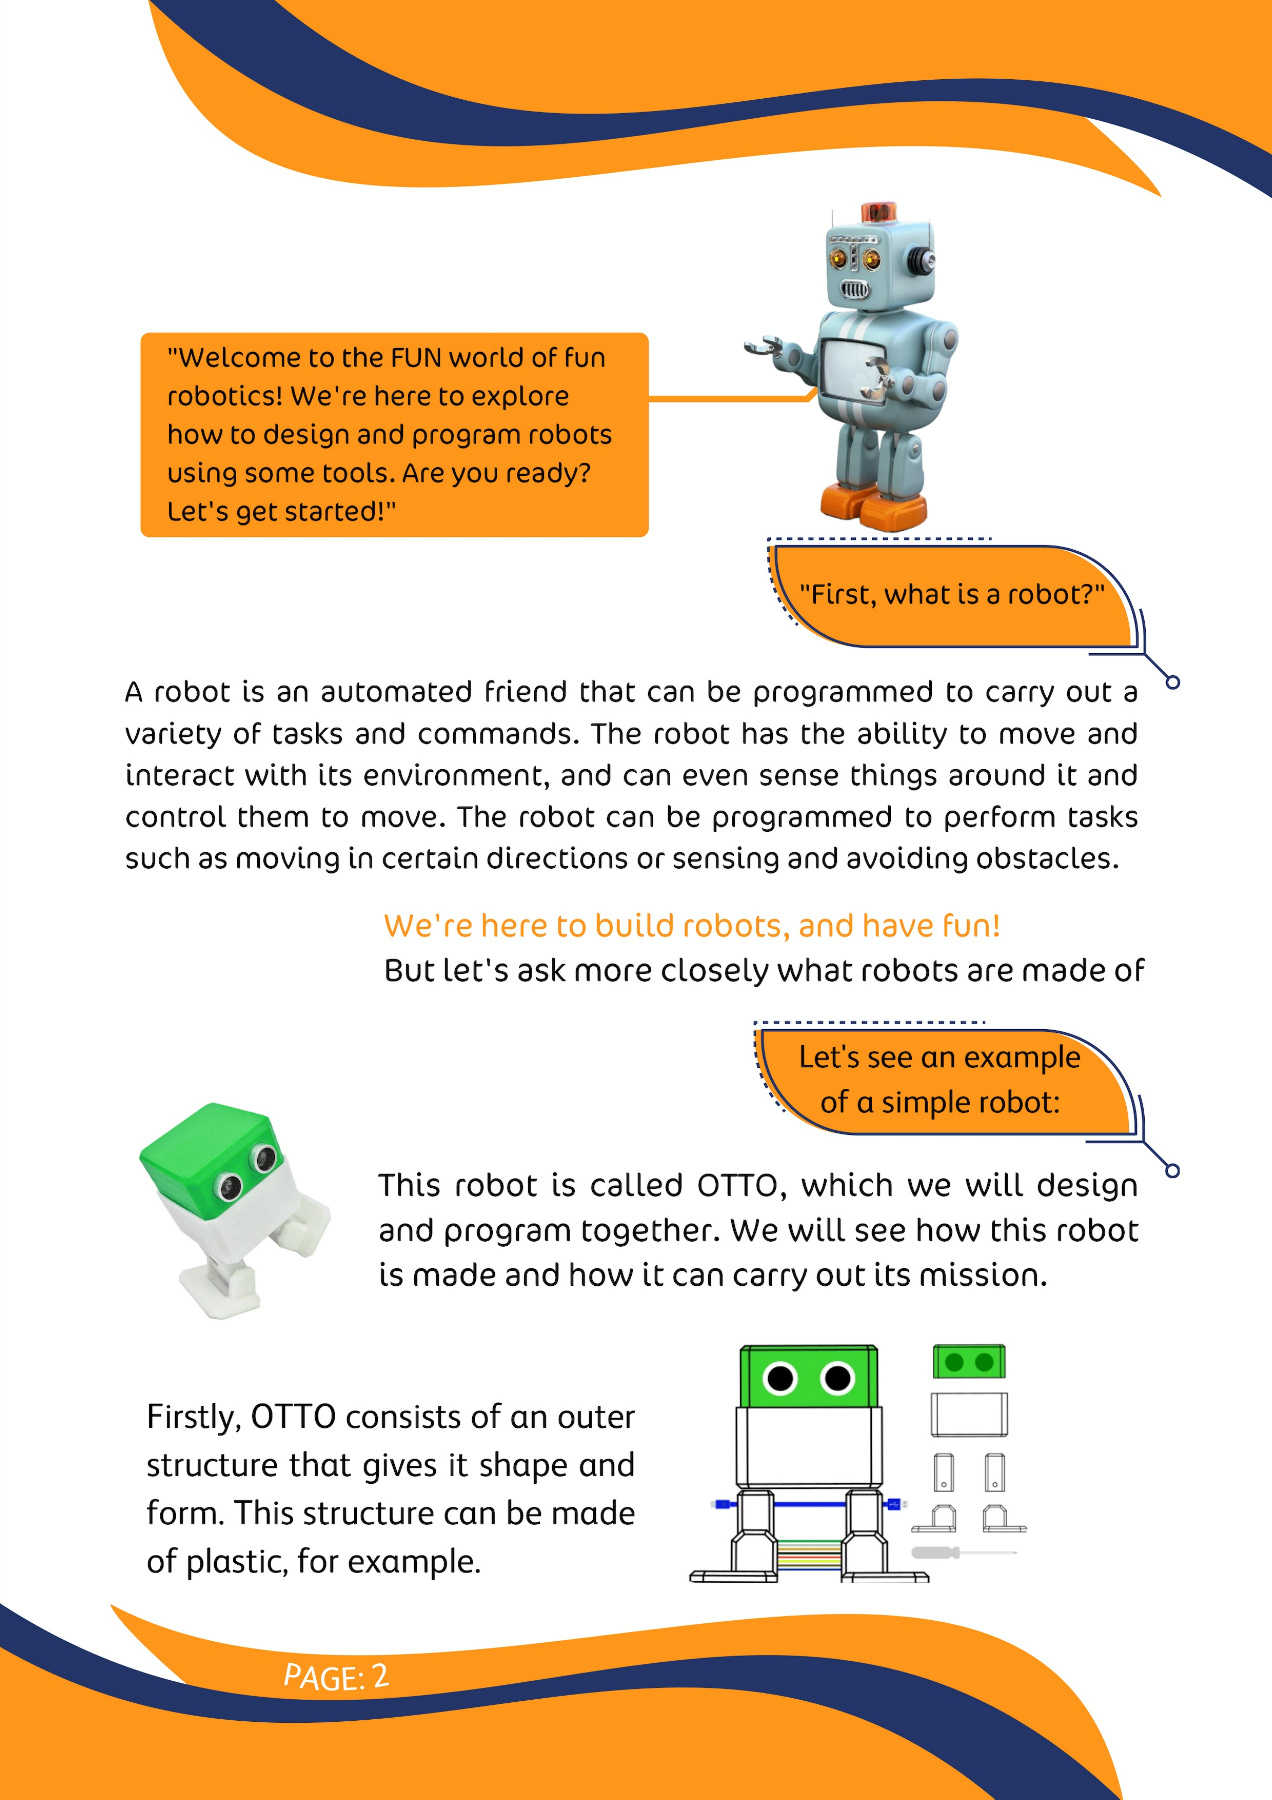 "Welcome to the FUN world of fun
robotics! We're here to explore
how to design and program robots
using some tools. Are you ready?
Let's get started!"
"First, what is a robot?"
A robot is an automated friend that can be programmed to carry out a
variety of tasks and commands. The robot has the ability to move and
interact with its environment, and can even sense things around it and
control them to move. The robot can be programmed to perform tasks
such as moving in certain directions or sensing and avoiding obstacles.
We're here to build robots, and have fun!
But let's ask more closely what robots are made of
Let's see an example
of a simple robot:
This robot is called OTTO, which we will design
and program together. We will see how this robot
is made and how it can carry out its mission.
Firstly, OTTO consists of an outer
structure that gives it shape and
form. This structure can be made
of plastic, for example.
PAGE: 2